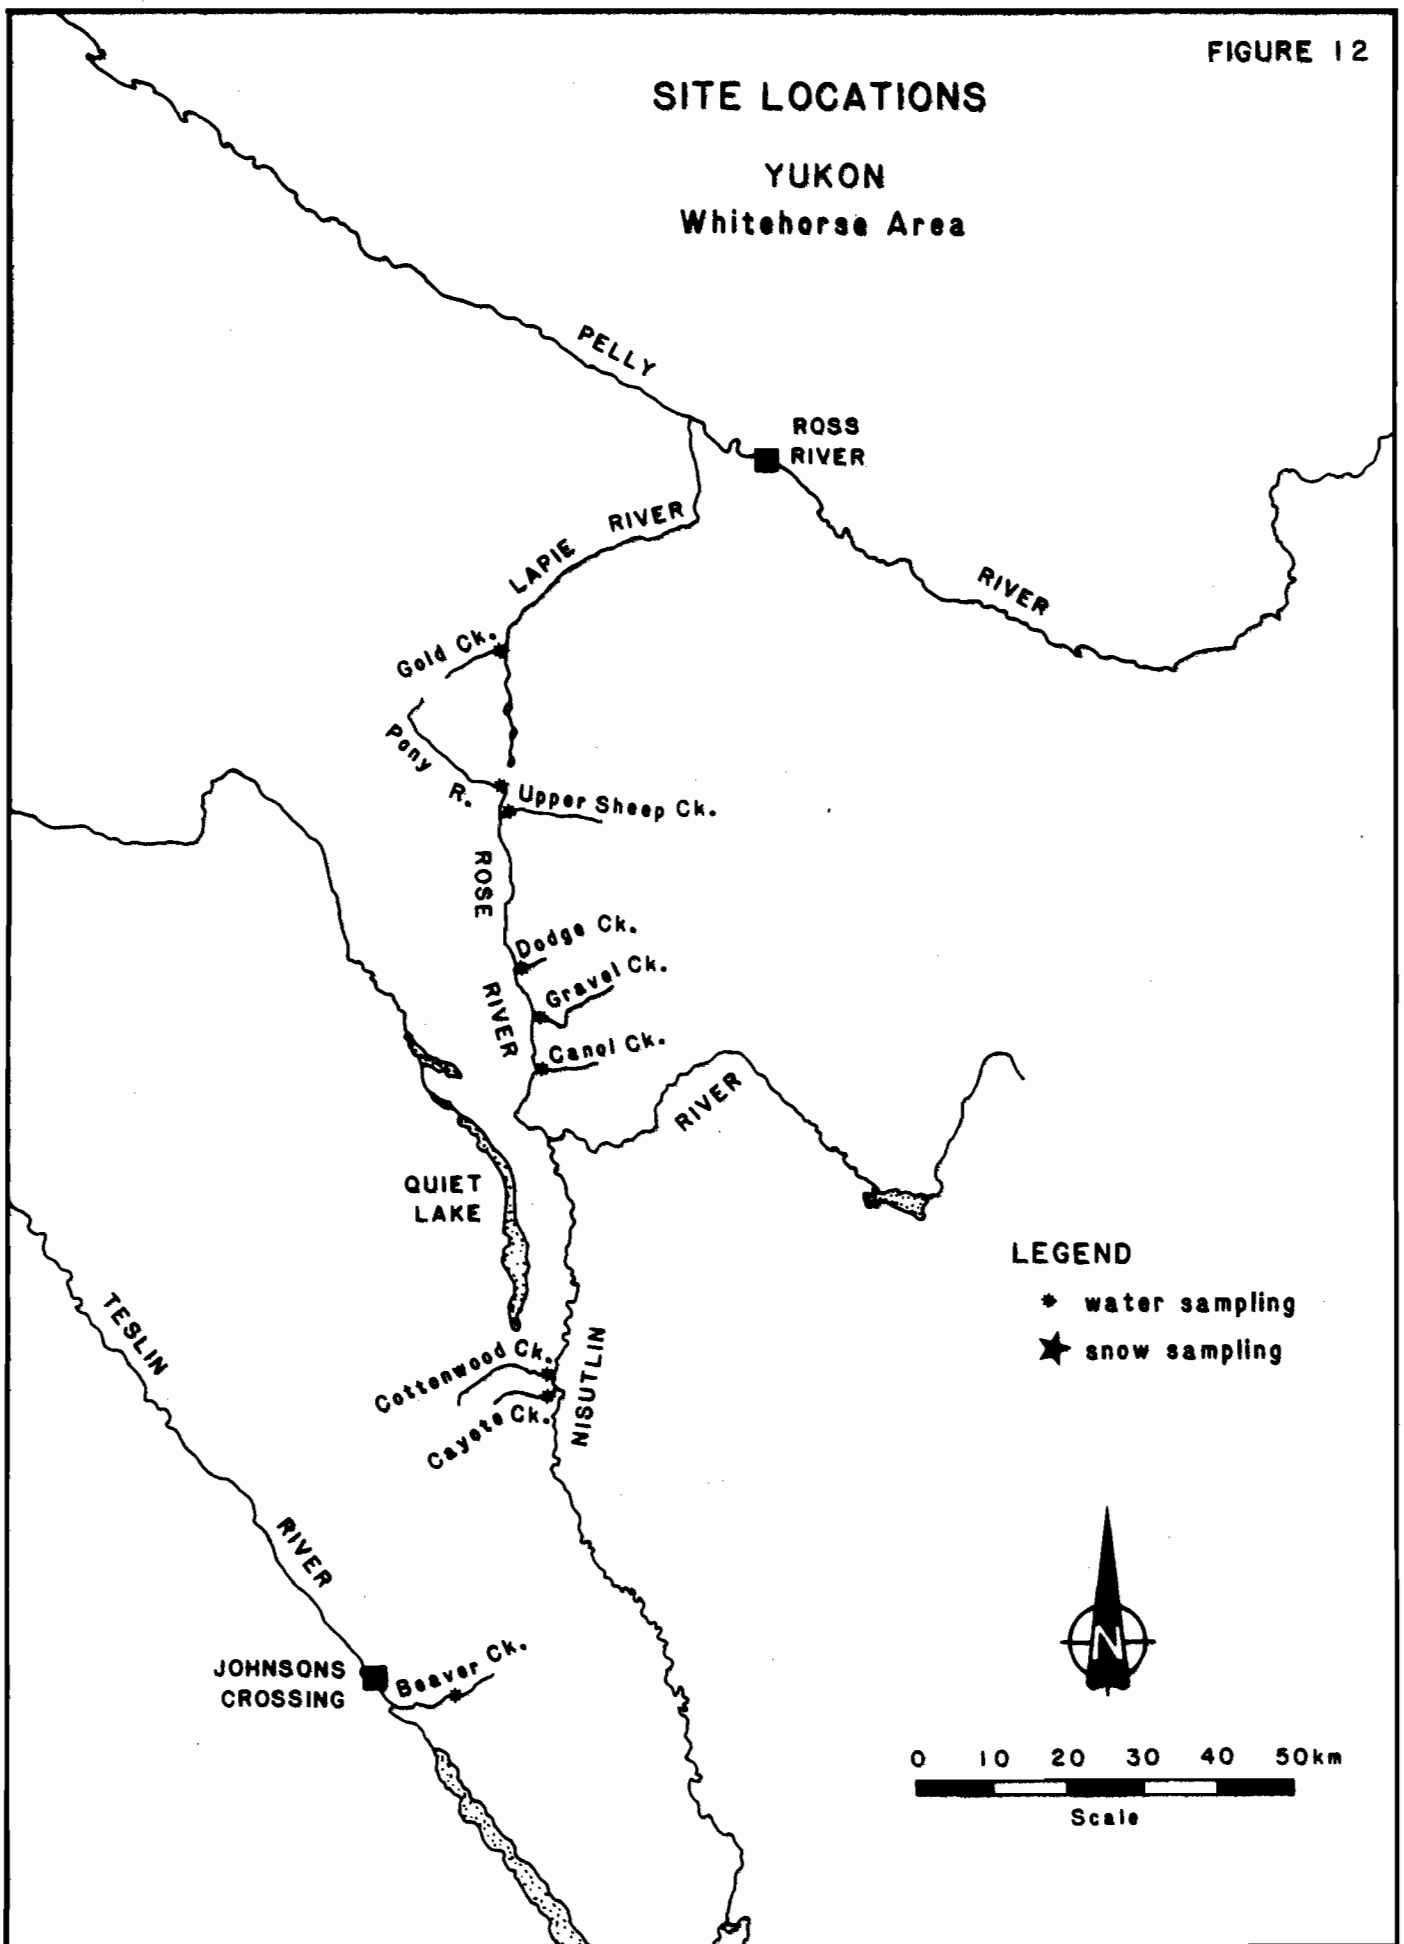 FIGURE 12
SITE LOCATIONS
YUKON
Whitehorse Area
PELLY
ROSS
RIVER
LAPIE RIVER
RIVER
Gold Ck.
Pony R.
Upper Sheep Ck.
ROSE
RIVER
Dodge Ck.
Gravel Ck.
Canol Ck.
RIVER
QUIET
LAKE
LEGEND
water sampling
snow sampling
TESLIN
RIVER
NISUTLIN
Cottenwood Ck.
Cayote Ck.
JOHNSONS
CROSSING
Beaver Ck.
N
0 10 20 30 40 50km
Scale